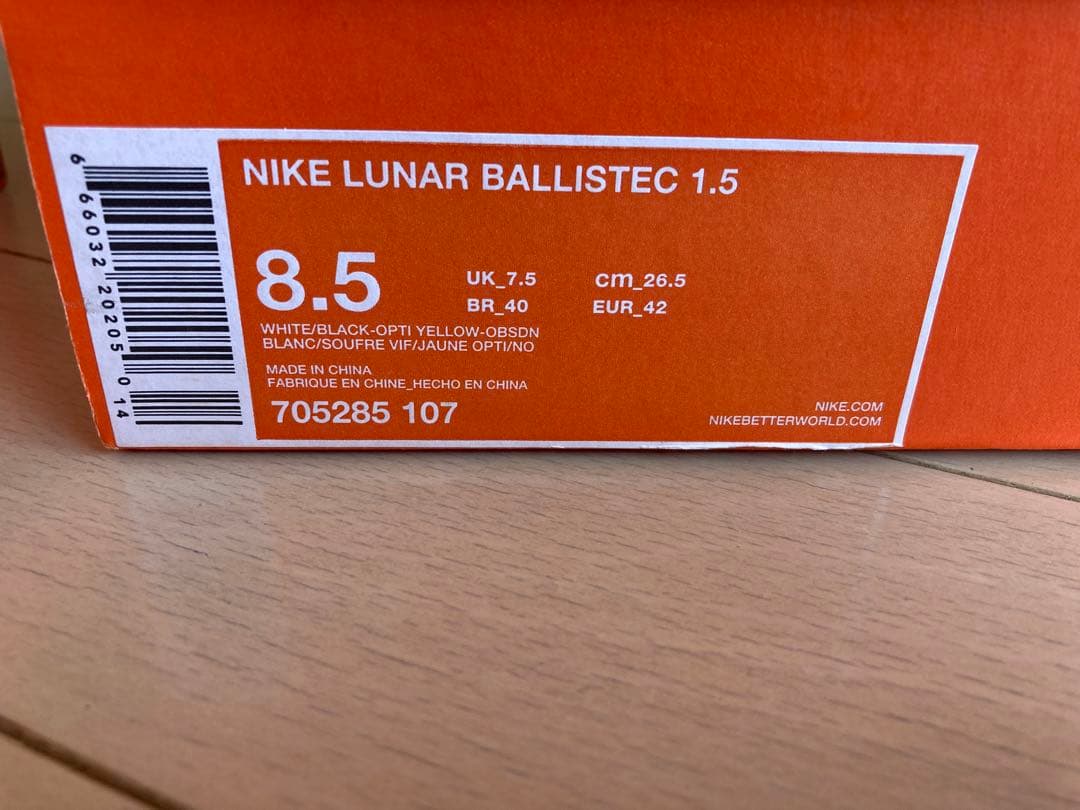 NIKE LUNAR BALLISTEC 1.5
8.5
UK_7.5 cm_26.5
BR_40 EUR_42
WHITE/BLACK-OPTI YELLOW-OBSDN
BLANC/SOUFRE VIF/JAUNE OPTI/NO
MADE IN CHINA
FABRIQUE EN CHINE_HECHO EN CHINA
705285 107
NIKE.COM
NIKEBETTERWORLD.COM
6 66032 20205 0 14